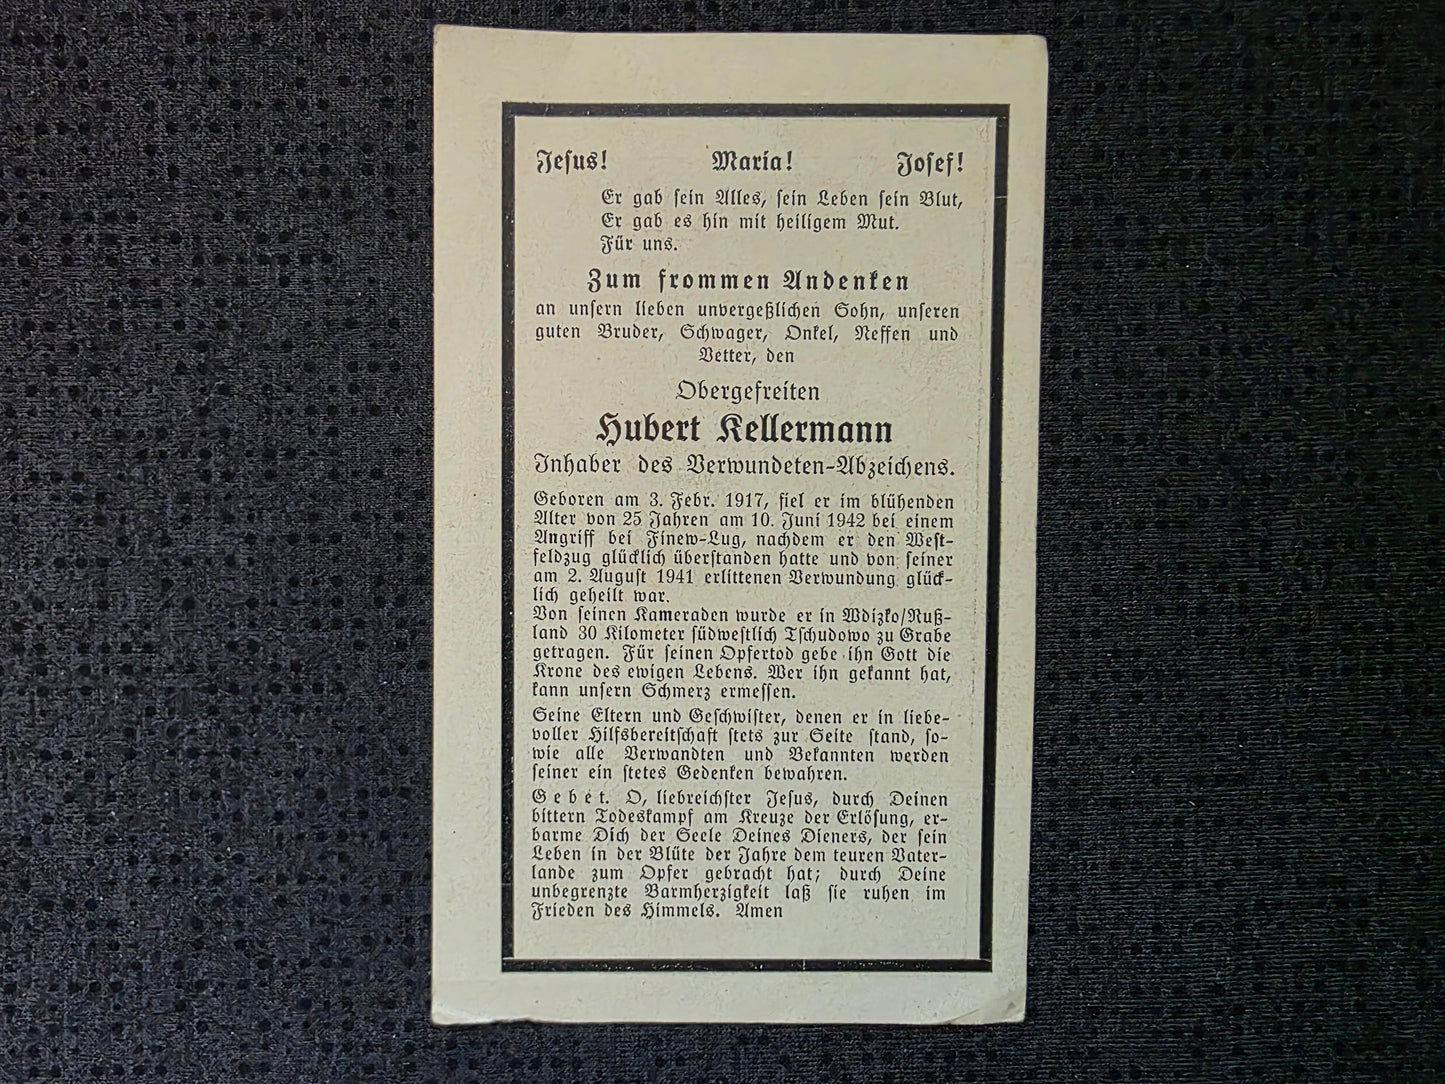 Jesus! Maria! Josef!
Er gab sein Alles, sein Leben sein Blut,
Er gab es hin mit heiligem Mut.
Für uns.
Zum frommen Andenken
an unsern lieben unvergeßlichen Sohn, unseren
guten Bruder, Schwager, Onkel, Neffen und
Vetter, den
Obergefreiten
Hubert Kellermann
Inhaber des Verwundeten-Abzeichens.
Geboren am 3. Febr. 1917, fiel er im blühenden
Alter von 25 Jahren am 10. Juni 1942 bei einem
Angriff bei Finew-Lug, nachdem er den West-
feldzug glücklich überstanden hatte und von seiner
am 2. August 1941 erlittenen Verwundung glück-
lich geheilt war.
Von seinen Kameraden wurde er in Wdizko/Ruß-
land 30 Kilometer südwestlich Tschudowo zu Grabe
getragen. Für seinen Opfertod gebe ihn Gott die
Krone des ewigen Lebens. Wer ihn gekannt hat,
kann unsern Schmerz ermessen.
Seine Eltern und Geschwister, denen er in liebe-
voller Hilfsbereitschaft stets zur Seite stand, so-
wie alle Verwandten und Bekannten werden
seiner ein stetes Gedenken bewahren.
Gebet. O, liebreichster Jesus, durch Deinen
bittern Todeskampf am Kreuze der Erlösung, er-
barme Dich der Seele Deines Dieners, der sein
Leben in der Blüte der Jahre dem teuren Vater-
lande zum Opfer gebracht hat; durch Deine
unbegrenzte Barmherzigkeit laß sie ruhen im
Frieden des Himmels. Amen